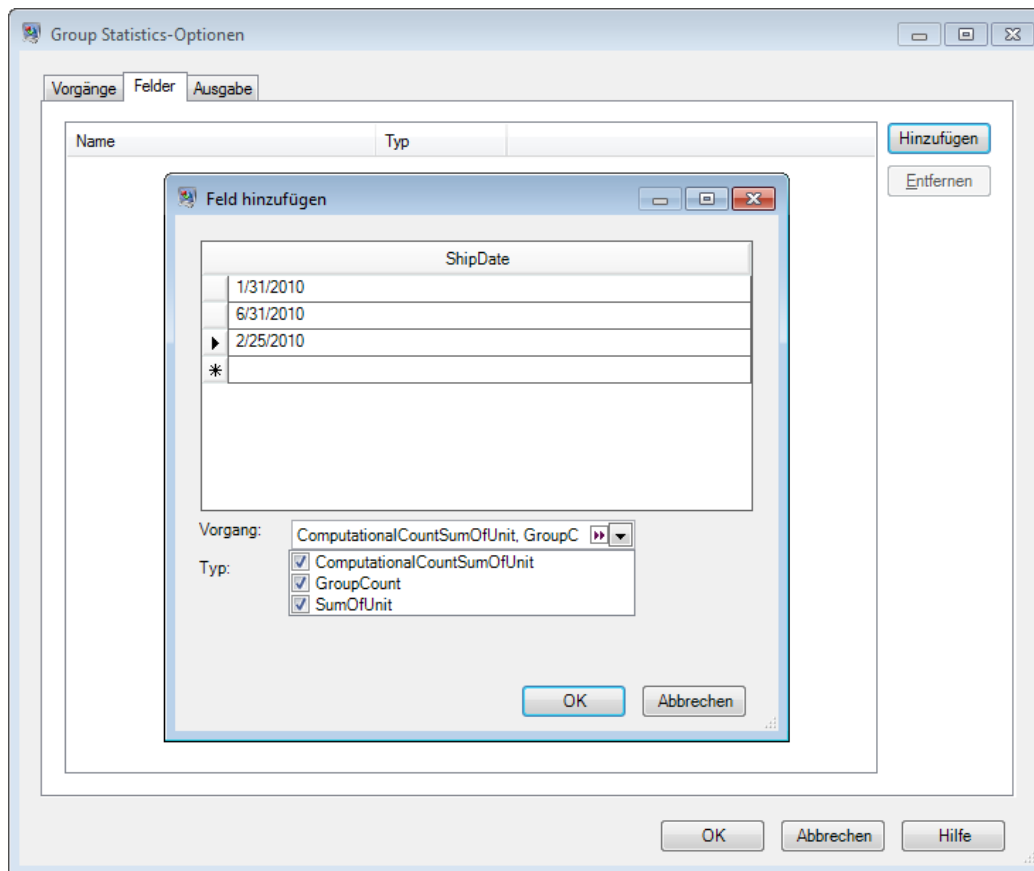 Group Statistics-Optionen
Vorgänge Felder Ausgabe
Name Typ
Hinzufügen
Entfernen
Feld hinzufügen
ShipDate
1/31/2010
6/31/2010
2/25/2010
Vorgang: ComputationalCountSumOfUnit, GroupC
Typ:
ComputationalCountSumOfUnit
GroupCount
SumOfUnit
OK Abbrechen
OK Abbrechen Hilfe